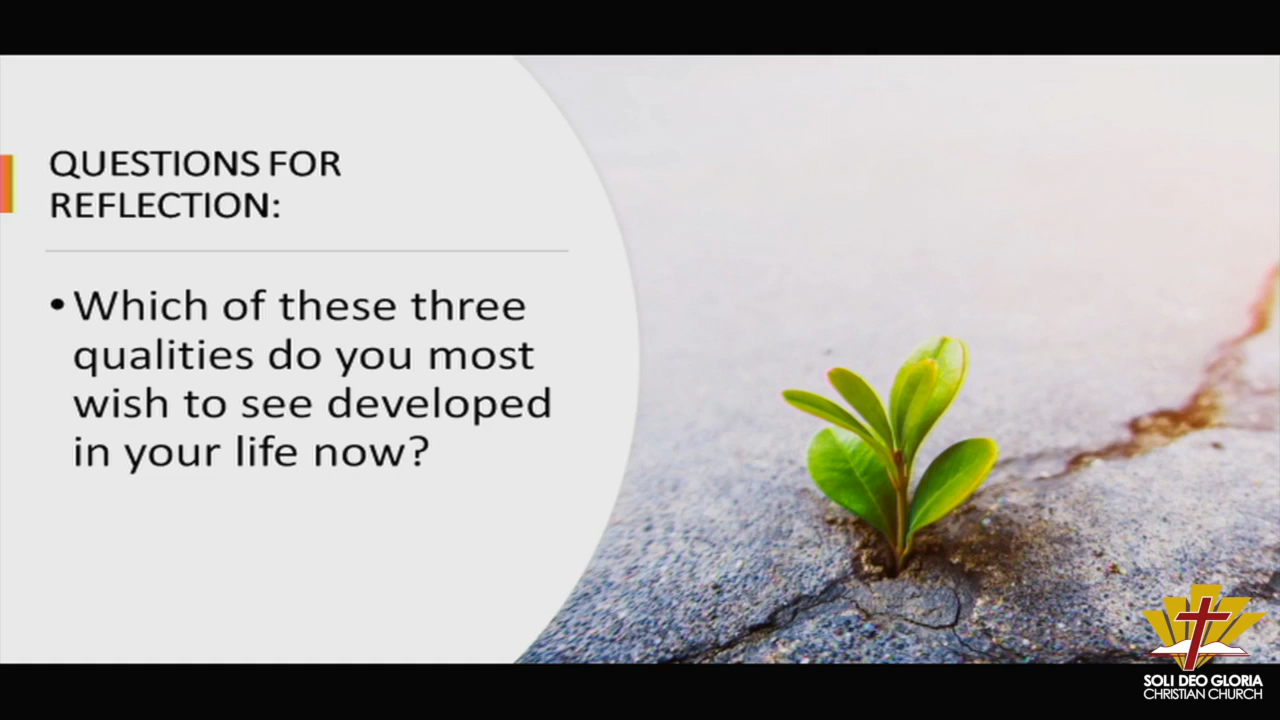 QUESTIONS FOR
REFLECTION:
• Which of these three
qualities do you most
wish to see developed
in your life now?
SOLI DEO GLORIA
CHRISTIAN CHURCH